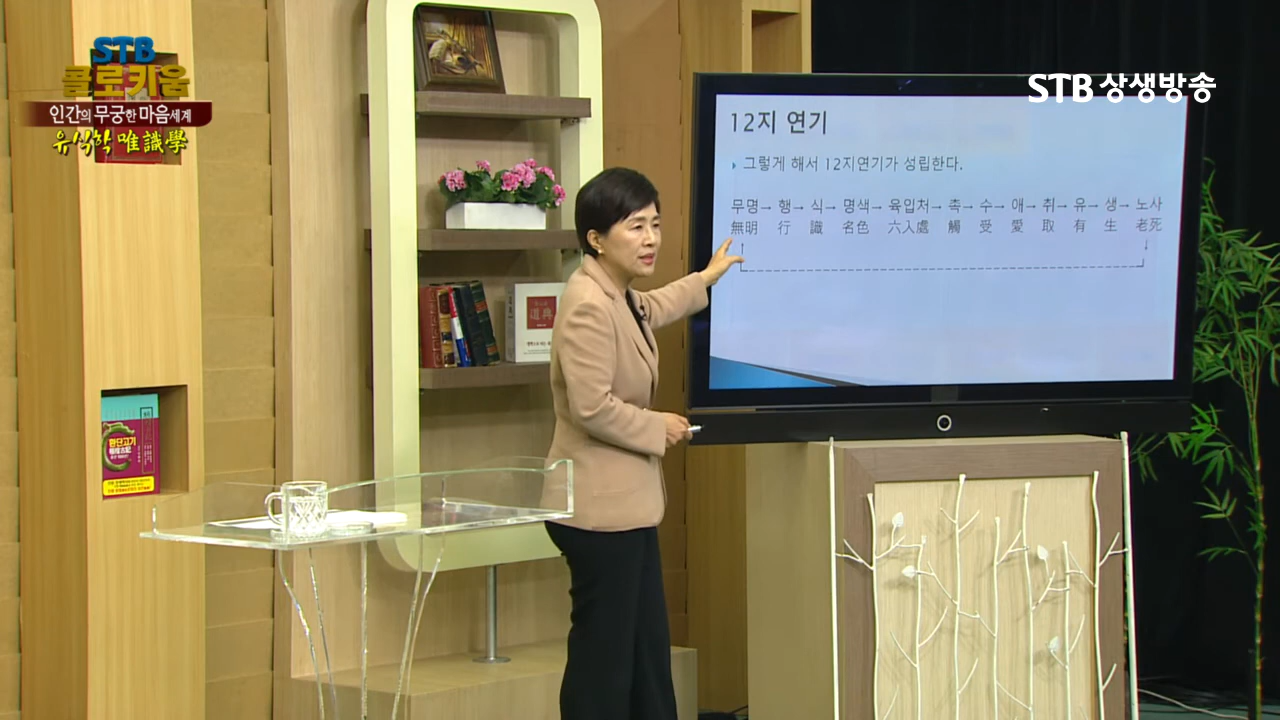 STB
콜로키움
인간의 무궁한 마음세계
유식학 唯識學
STB 상생방송
12지 연기
그렇게 해서 12지연기가 성립한다.
무명→ 행→ 식→ 명색→ 육입처→ 촉→ 수→ 애→ 취→ 유→ 생→ 노사
無明 行 識 名色 六入處 觸 受 愛 取 有 生 老死
道典
환단고기